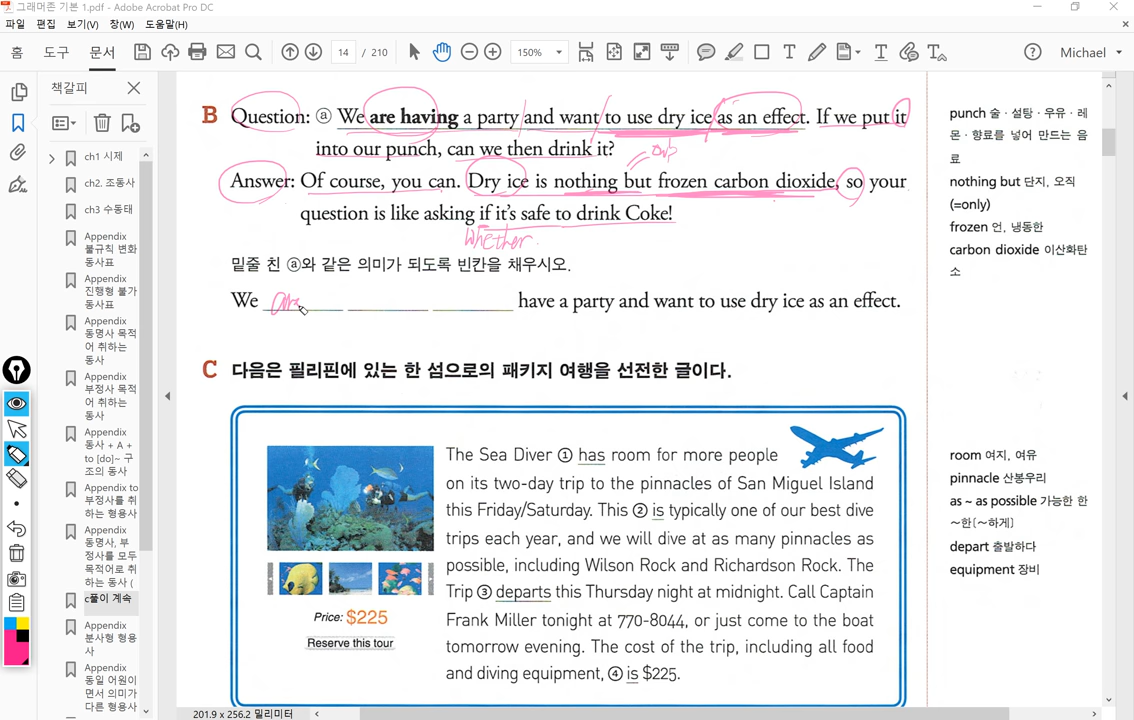 그래머존 기본 1.pdf - Adobe Acrobat Pro DC
파일 편집 보기(V) 창(W) 도움말(H)
홈 도구 문서 14 / 210 150% Michael
책갈피
ch1 시제
ch2. 조동사
ch3 수동태
Appendix
불규칙 변화
동사표
Appendix
진행형 불가
동사표
Appendix
동명사 목적
어 취하는
동사
Appendix
부정사 목적
어 취하는
동사
Appendix
동사 + A +
to [do]~ 구
조의 동사
Appendix to
부정사를 취
하는 형용사
Appendix
동명사, 부
정사를 모두
목적어로 취
하는 동사 (
c풀이 계속
Appendix
분사형 형용
사
Appendix
동일 어원이
면서 의미가
다른 형용사
B Question: ⓐ We are having a party and want to use dry ice as an effect. If we put it
into our punch, can we then drink it?
only
Answer: Of course, you can. Dry ice is nothing but frozen carbon dioxide, so your
question is like asking if it's safe to drink Coke!
whether
밑줄 친 ⓐ와 같은 의미가 되도록 빈칸을 채우시오.
We are have a party and want to use dry ice as an effect.
C 다음은 필리핀에 있는 한 섬으로의 패키지 여행을 선전한 글이다.
The Sea Diver ① has room for more people
on its two-day trip to the pinnacles of San Miguel Island
this Friday/Saturday. This ② is typically one of our best dive
trips each year, and we will dive at as many pinnacles as
possible, including Wilson Rock and Richardson Rock. The
Trip ③ departs this Thursday night at midnight. Call Captain
Frank Miller tonight at 770-8044, or just come to the boat
tomorrow evening. The cost of the trip, including all food
and diving equipment, ④ is $225.
Price: $225
Reserve this tour
punch 술 · 설탕 · 우유 · 레
몬 · 향료를 넣어 만드는 음
료
nothing but 단지, 오직
(=only)
frozen 언, 냉동한
carbon dioxide 이산화탄
소
room 여지, 여유
pinnacle 산봉우리
as ~ as possible 가능한 한
~한[~하게]
depart 출발하다
equipment 장비
201.9 x 256.2 밀리미터